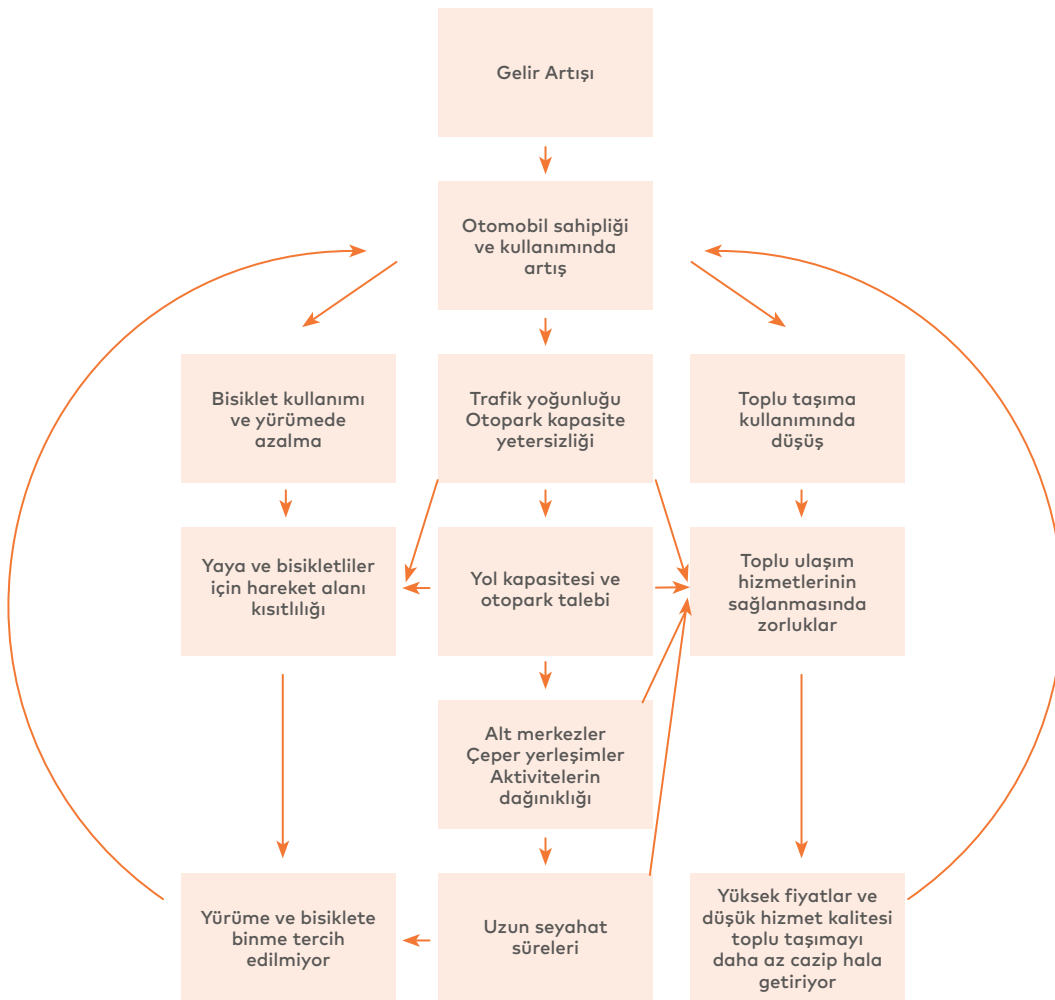 Gelir Artışı
Otomobil sahipliği
ve kullanımında
artış
Bisiklet kullanımı
ve yürümede
azalma
Trafik yoğunluğu
Otopark kapasite
yetersizliği
Toplu taşıma
kullanımında
düşüş
Yaya ve bisikletliler
için hareket alanı
kısıtlılığı
Yol kapasitesi ve
otopark talebi
Toplu ulaşım
hizmetlerinin
sağlanmasında
zorluklar
Alt merkezler
Çeper yerleşimler
Aktivitelerin
dağınıklığı
Yürüme ve bisiklete
binme tercih
edilmiyor
Uzun seyahat
süreleri
Yüksek fiyatlar ve
düşük hizmet kalitesi
toplu taşımayı
daha az cazip hala
getiriyor